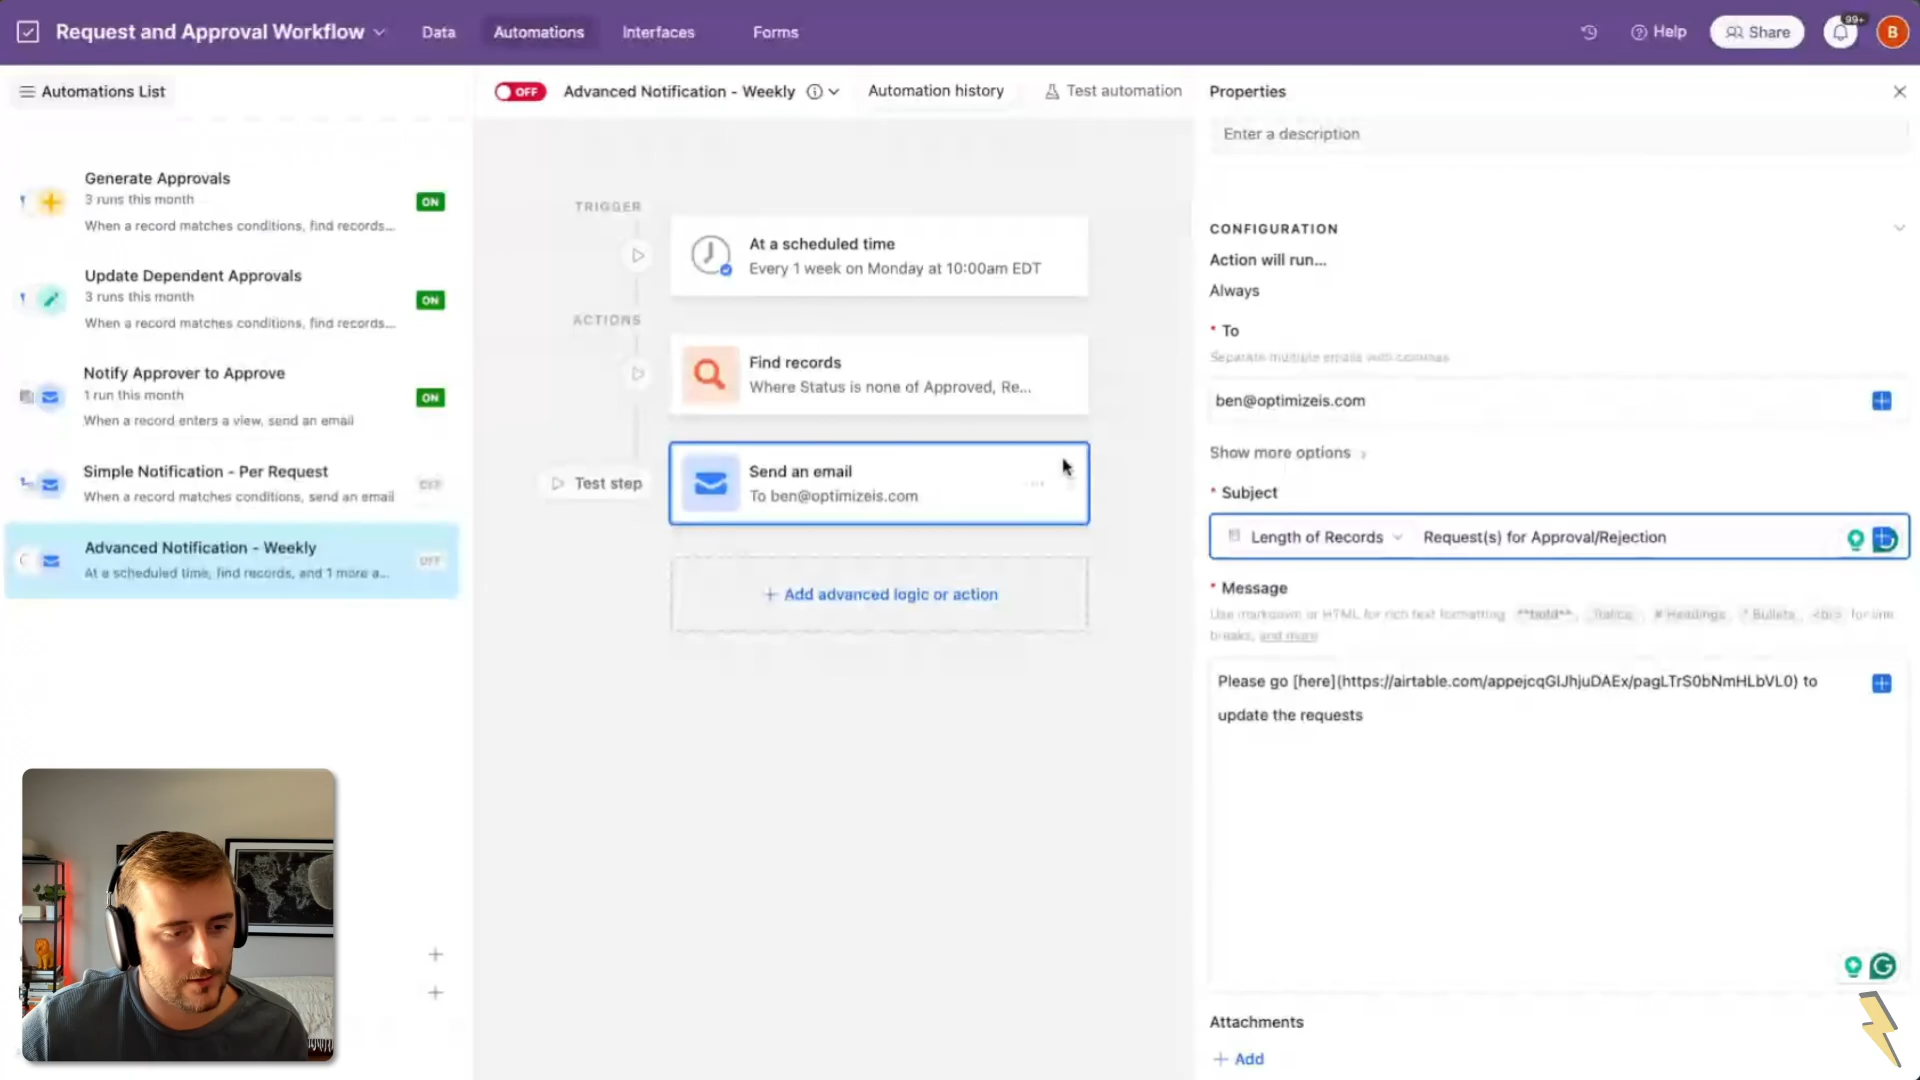 Request and Approval Workflow
Data
Automations
Interfaces
Forms
Help
Share
99+
B
Automations List
OFF
Advanced Notification - Weekly
Automation history
Test automation
Properties
Enter a description
Generate Approvals
3 runs this month
When a record matches conditions, find records...
ON
Update Dependent Approvals
3 runs this month
When a record matches conditions, find records...
ON
Notify Approver to Approve
1 run this month
When a record enters a view, send an email
ON
Simple Notification - Per Request
When a record matches conditions, send an email
OFF
Advanced Notification - Weekly
At a scheduled time, find records, and 1 more a...
OFF
TRIGGER
At a scheduled time
Every 1 week on Monday at 10:00am EDT
ACTIONS
Find records
Where Status is none of Approved, Re...
Test step
Send an email
To ben@optimizeis.com
+ Add advanced logic or action
CONFIGURATION
Action will run...
Always
* To
Separate multiple emails with commas
ben@optimizeis.com
Show more options
* Subject
Length of Records
Request(s) for Approval/Rejection
* Message
Use markdown or HTML for rich text formatting **bold**, _Italics_, # Headings, * Bullets, <br> for line
breaks, and more
Please go [here](https://airtable.com/appejcqGIJhjuDAEx/pagLTrS0bNmHLbVL0) to
update the requests
Attachments
+ Add